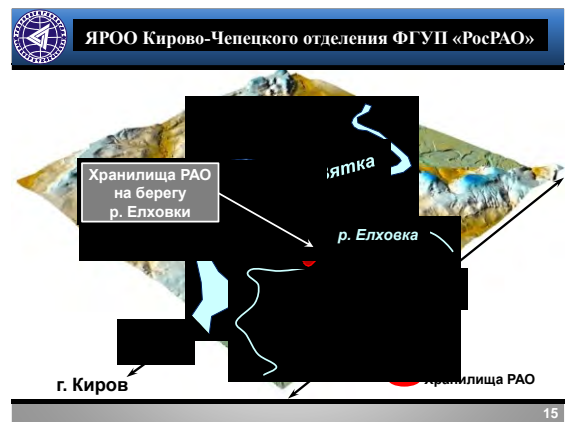 ЯРОО Кирово-Чепецкого отделения ФГУП «РосРАО»
Хранилища РАО
на берегу
р. Елховки
р. Елховка
г. Киров
Хранилища РАО
15